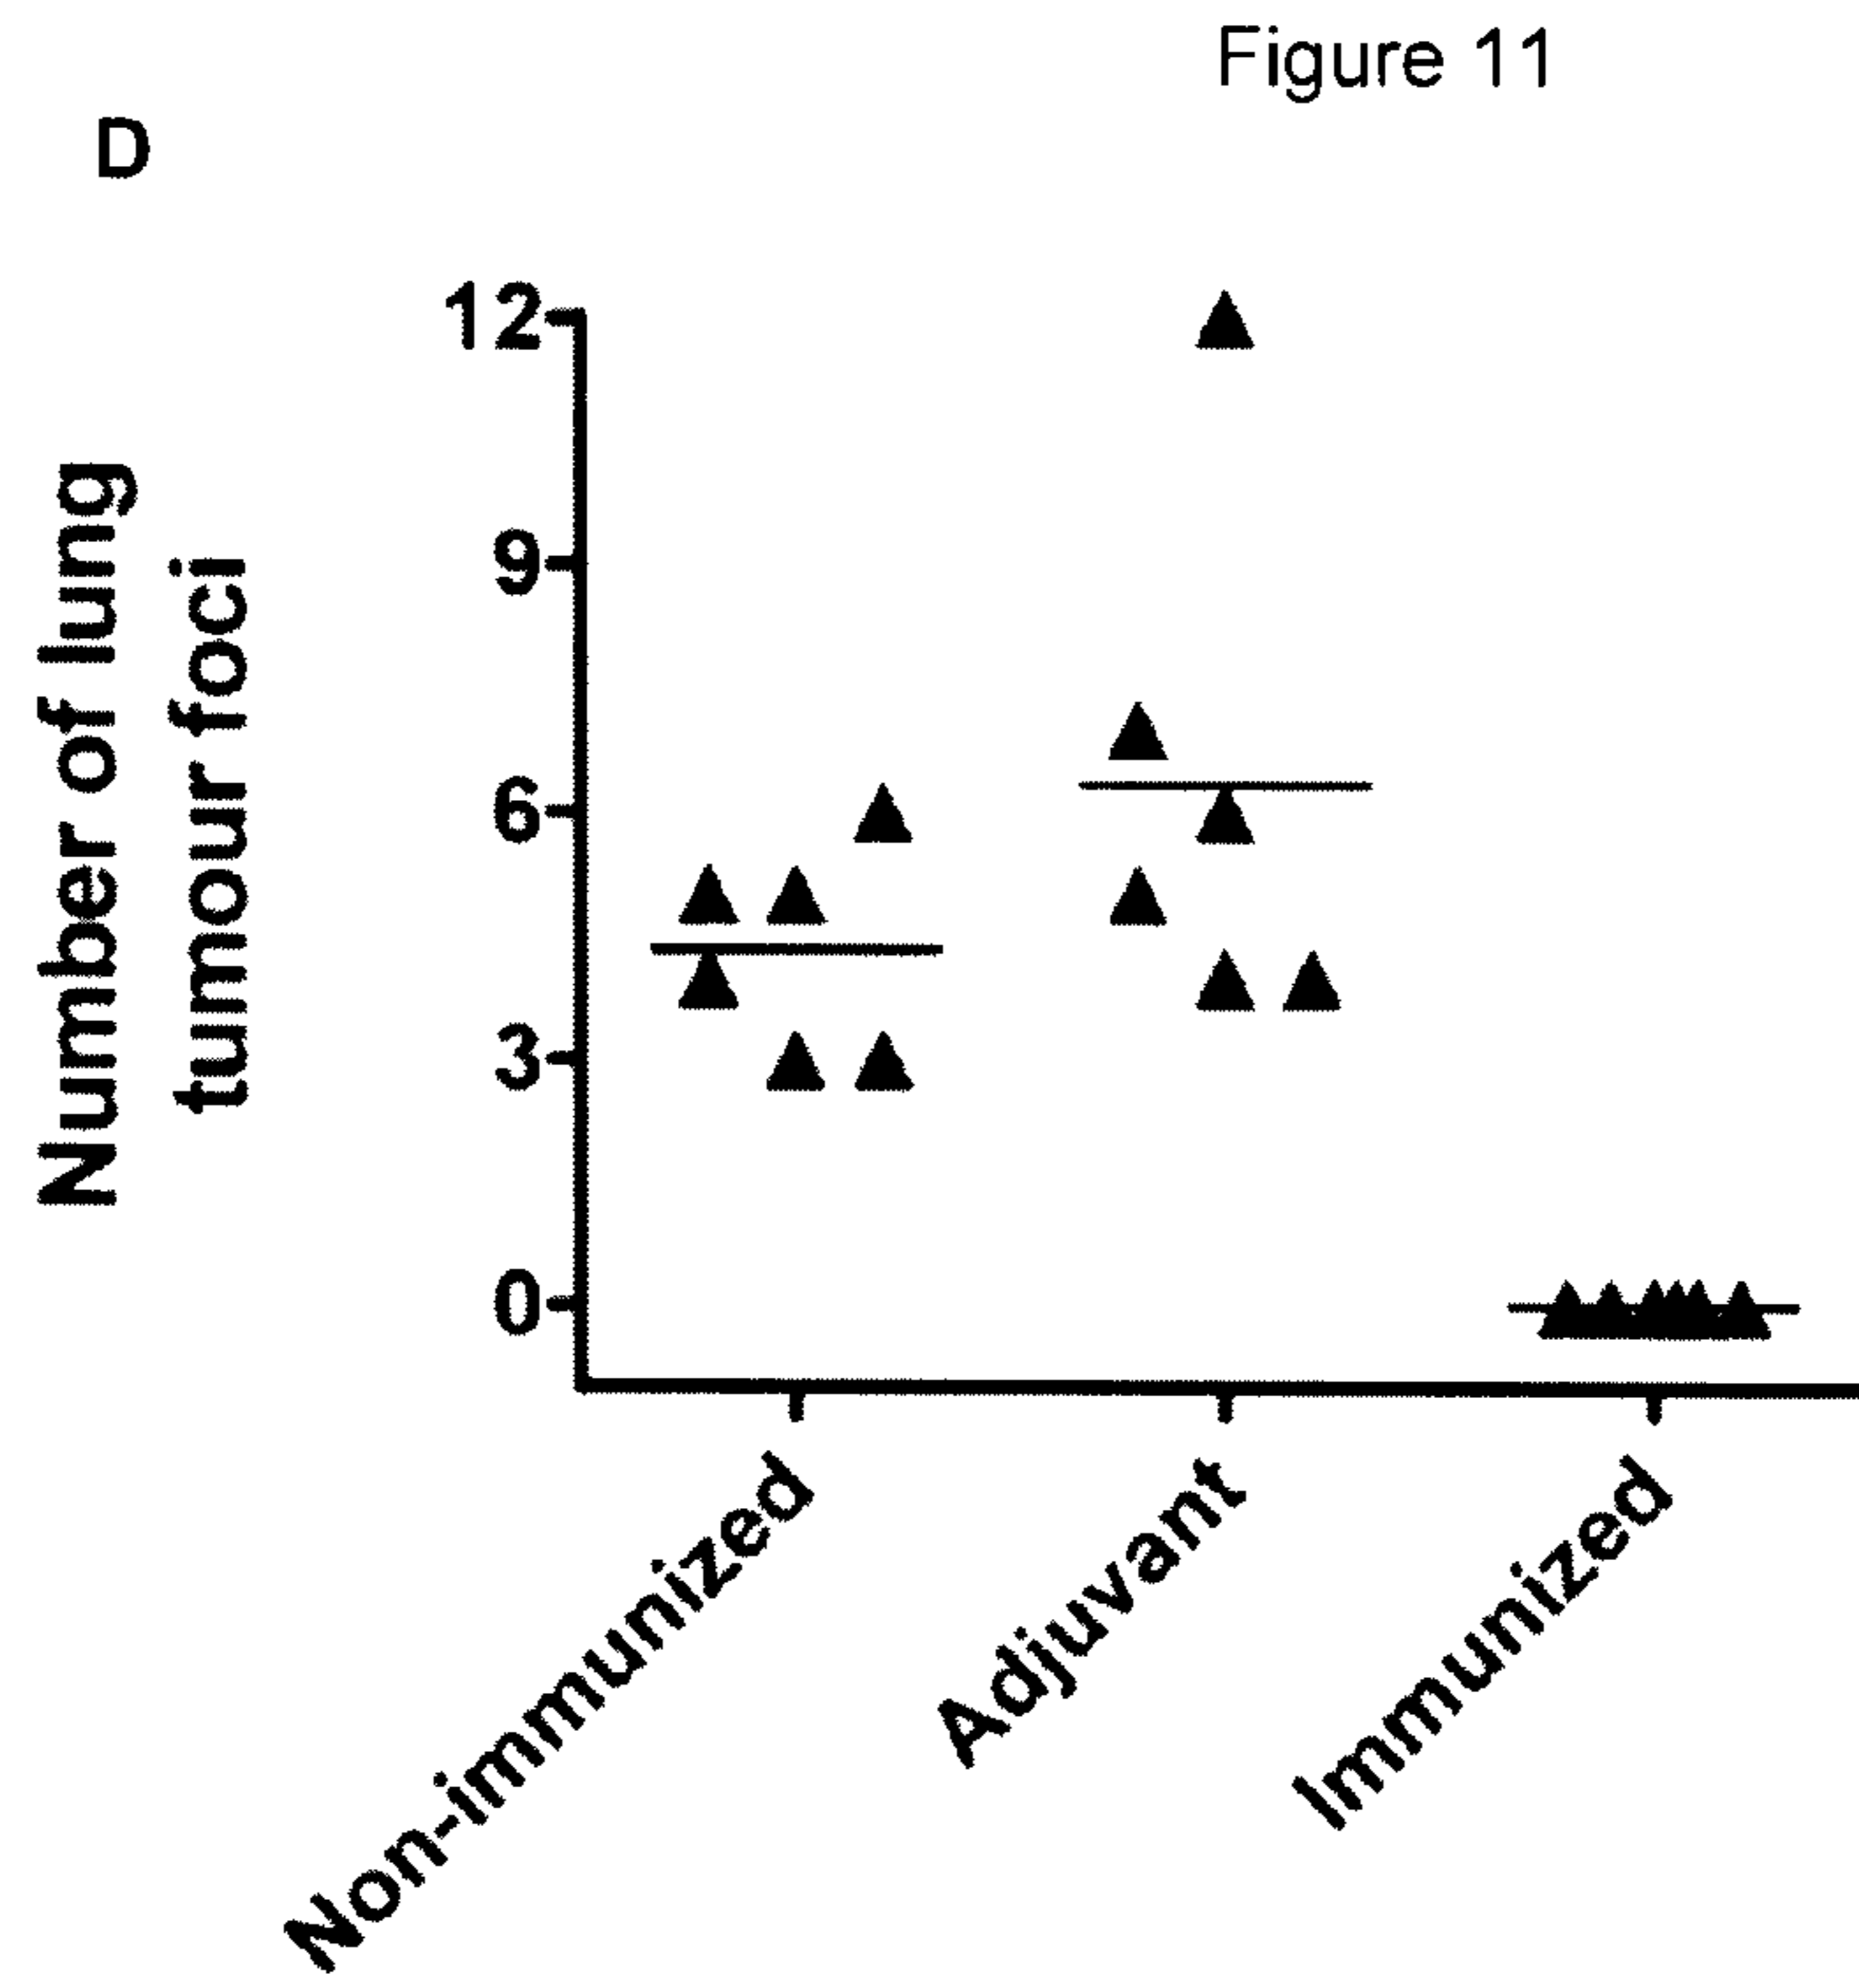 Figure 11
D
Number of lung
tumour foci
12
9
6
3
0
Non-immunized
Adjuvant
Immunized